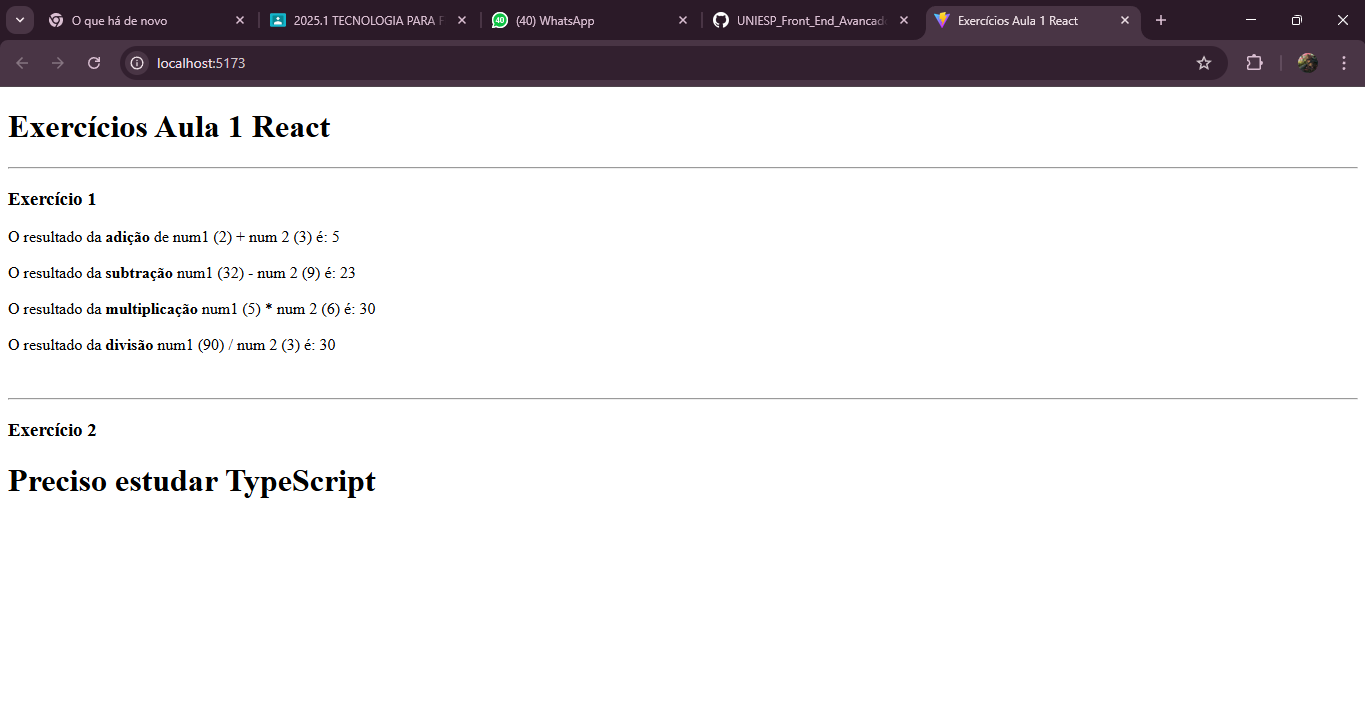 O que há de novo
2025.1 TECNOLOGIA PARA F
40
(40) WhatsApp
UNIESP_Front_End_Avancado
Exercícios Aula 1 React
localhost:5173
Exercícios Aula 1 React
Exercício 1
O resultado da adição de num1 (2) + num 2 (3) é: 5
O resultado da subtração num1 (32) - num 2 (9) é: 23
O resultado da multiplicação num1 (5) * num 2 (6) é: 30
O resultado da divisão num1 (90) / num 2 (3) é: 30
Exercício 2
Preciso estudar TypeScript